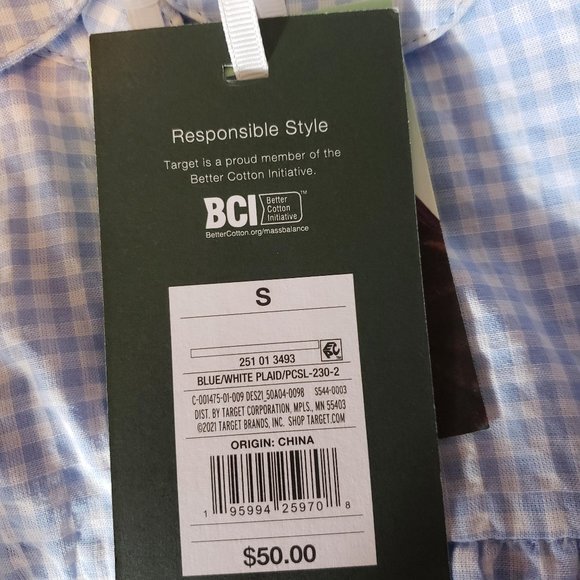 Responsible Style
Target is a proud member of the
Better Cotton Initiative.
BCI Better Cotton Initiative™
BetterCotton.org/massbalance
S
251 01 3493
BLUE/WHITE PLAID/PCSL-230-2
C-001475-01-009 DES21_50A04-0098 S544-0003
DIST. BY TARGET CORPORATION, MPLS., MN 55403
©2021 TARGET BRANDS, INC. SHOP TARGET.COM
ORIGIN: CHINA
1 95994 25970 8
$50.00